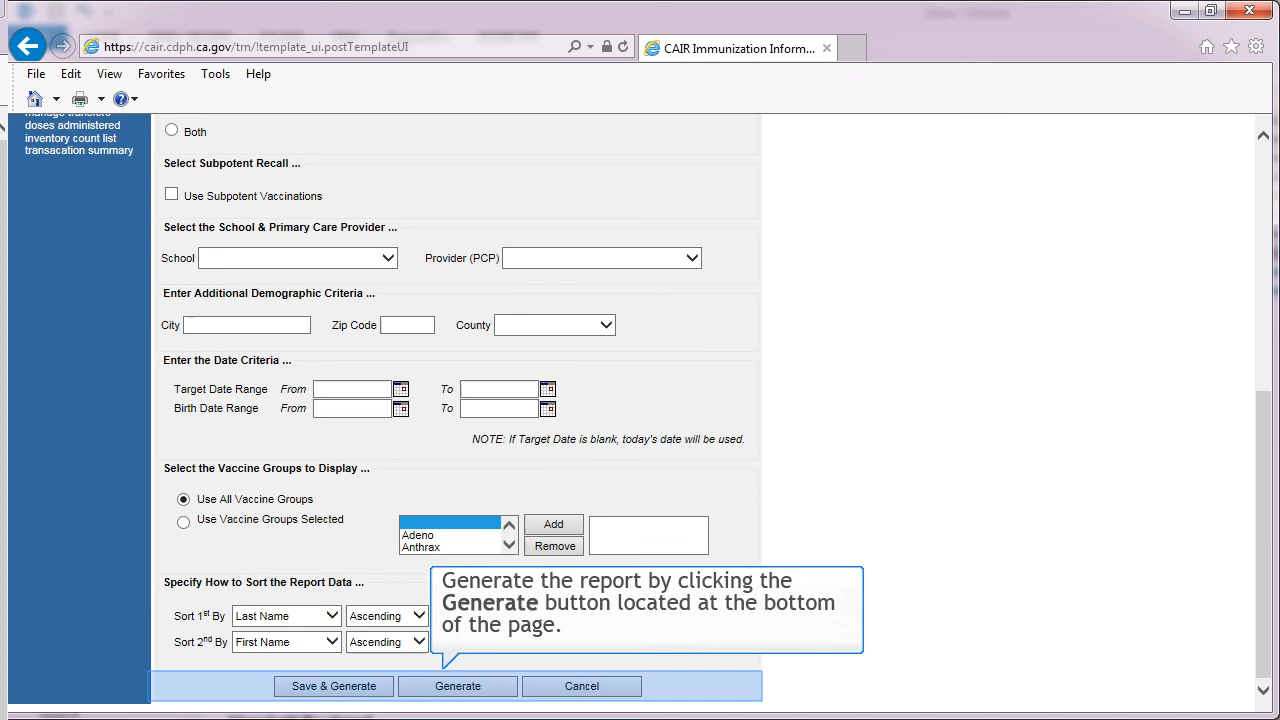 https://cair.cdph.ca.gov/trn/!template_ui.postTemplateUI
CAIR Immunization Inform...
File Edit View Favorites Tools Help
manage transfers
doses administered
inventory count list
transacation summary
Both
Select Subpotent Recall ...
Use Subpotent Vaccinations
Select the School & Primary Care Provider ...
School Provider (PCP)
Enter Additional Demographic Criteria ...
City Zip Code County
Enter the Date Criteria ...
Target Date Range From To
Birth Date Range From To
NOTE: If Target Date is blank, today's date will be used.
Select the Vaccine Groups to Display ...
Use All Vaccine Groups
Use Vaccine Groups Selected
Adeno
Anthrax
Add
Remove
Specify How to Sort the Report Data ...
Sort 1st By Last Name Ascending
Sort 2nd By First Name Ascending
Generate the report by clicking the
Generate button located at the bottom
of the page.
Save & Generate Generate Cancel